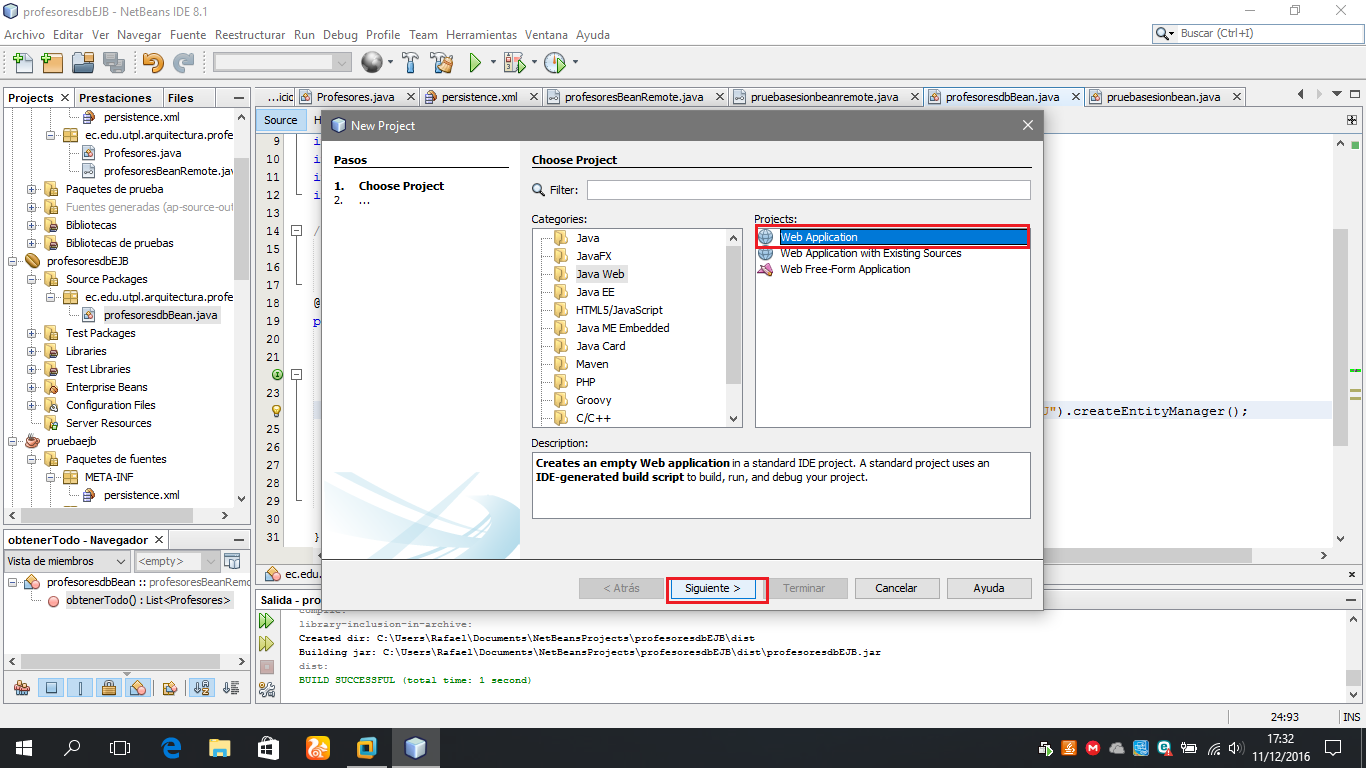 profesoresdbEJB - NetBeans IDE 8.1
Archivo Editar Ver Navegar Fuente Reestructurar Run Debug Profile Team Herramientas Ventana Ayuda
Buscar (Ctrl+I)
Projects Prestaciones Files
persistence.xml
ec.edu.utpl.arquitectura.profe
Profesores.java
profesoresBeanRemote.jav
Paquetes de prueba
Fuentes generadas (ap-source-out
Bibliotecas
Bibliotecas de pruebas
profesoresdbEJB
Source Packages
ec.edu.utpl.arquitectura.profe
profesoresdbBean.java
Test Packages
Libraries
Test Libraries
Enterprise Beans
Configuration Files
Server Resources
pruebaejb
Paquetes de fuentes
META-INF
persistence.xml
obtenerTodo - Navegador
Vista de miembros <empty>
profesoresdbBean :: profesoresBeanRemo
obtenerTodo() : List<Profesores>
...icio Profesores.java persistence.xml profesoresBeanRemote.java pruebasesionbeanremote.java profesoresdbBean.java pruebasesionbean.java
Source H
9 i
10 i
11 i
12 i
13
14 /
15
16
17
18 @
19 p
20
21
23
25
26
27
28
29
30
31 }
J").createEntityManager();
New Project
Pasos
1. Choose Project
2. ...
Choose Project
Filter:
Categories:
Java
JavaFX
Java Web
Java EE
HTML5/JavaScript
Java ME Embedded
Java Card
Maven
PHP
Groovy
C/C++
Projects:
Web Application
Web Application with Existing Sources
Web Free-Form Application
Description:
Creates an empty Web application in a standard IDE project. A standard project uses an
IDE-generated build script to build, run, and debug your project.
< Atrás Siguiente > Terminar Cancelar Ayuda
ec.edu.
Salida - pro
compile:
library-inclusion-in-archive:
Created dir: C:\Users\Rafael\Documents\NetBeansProjects\profesoresdbEJB\dist
Building jar: C:\Users\Rafael\Documents\NetBeansProjects\profesoresdbEJB\dist\profesoresdbEJB.jar
dist:
BUILD SUCCESSFUL (total time: 1 second)
24:93 INS
17:32
11/12/2016